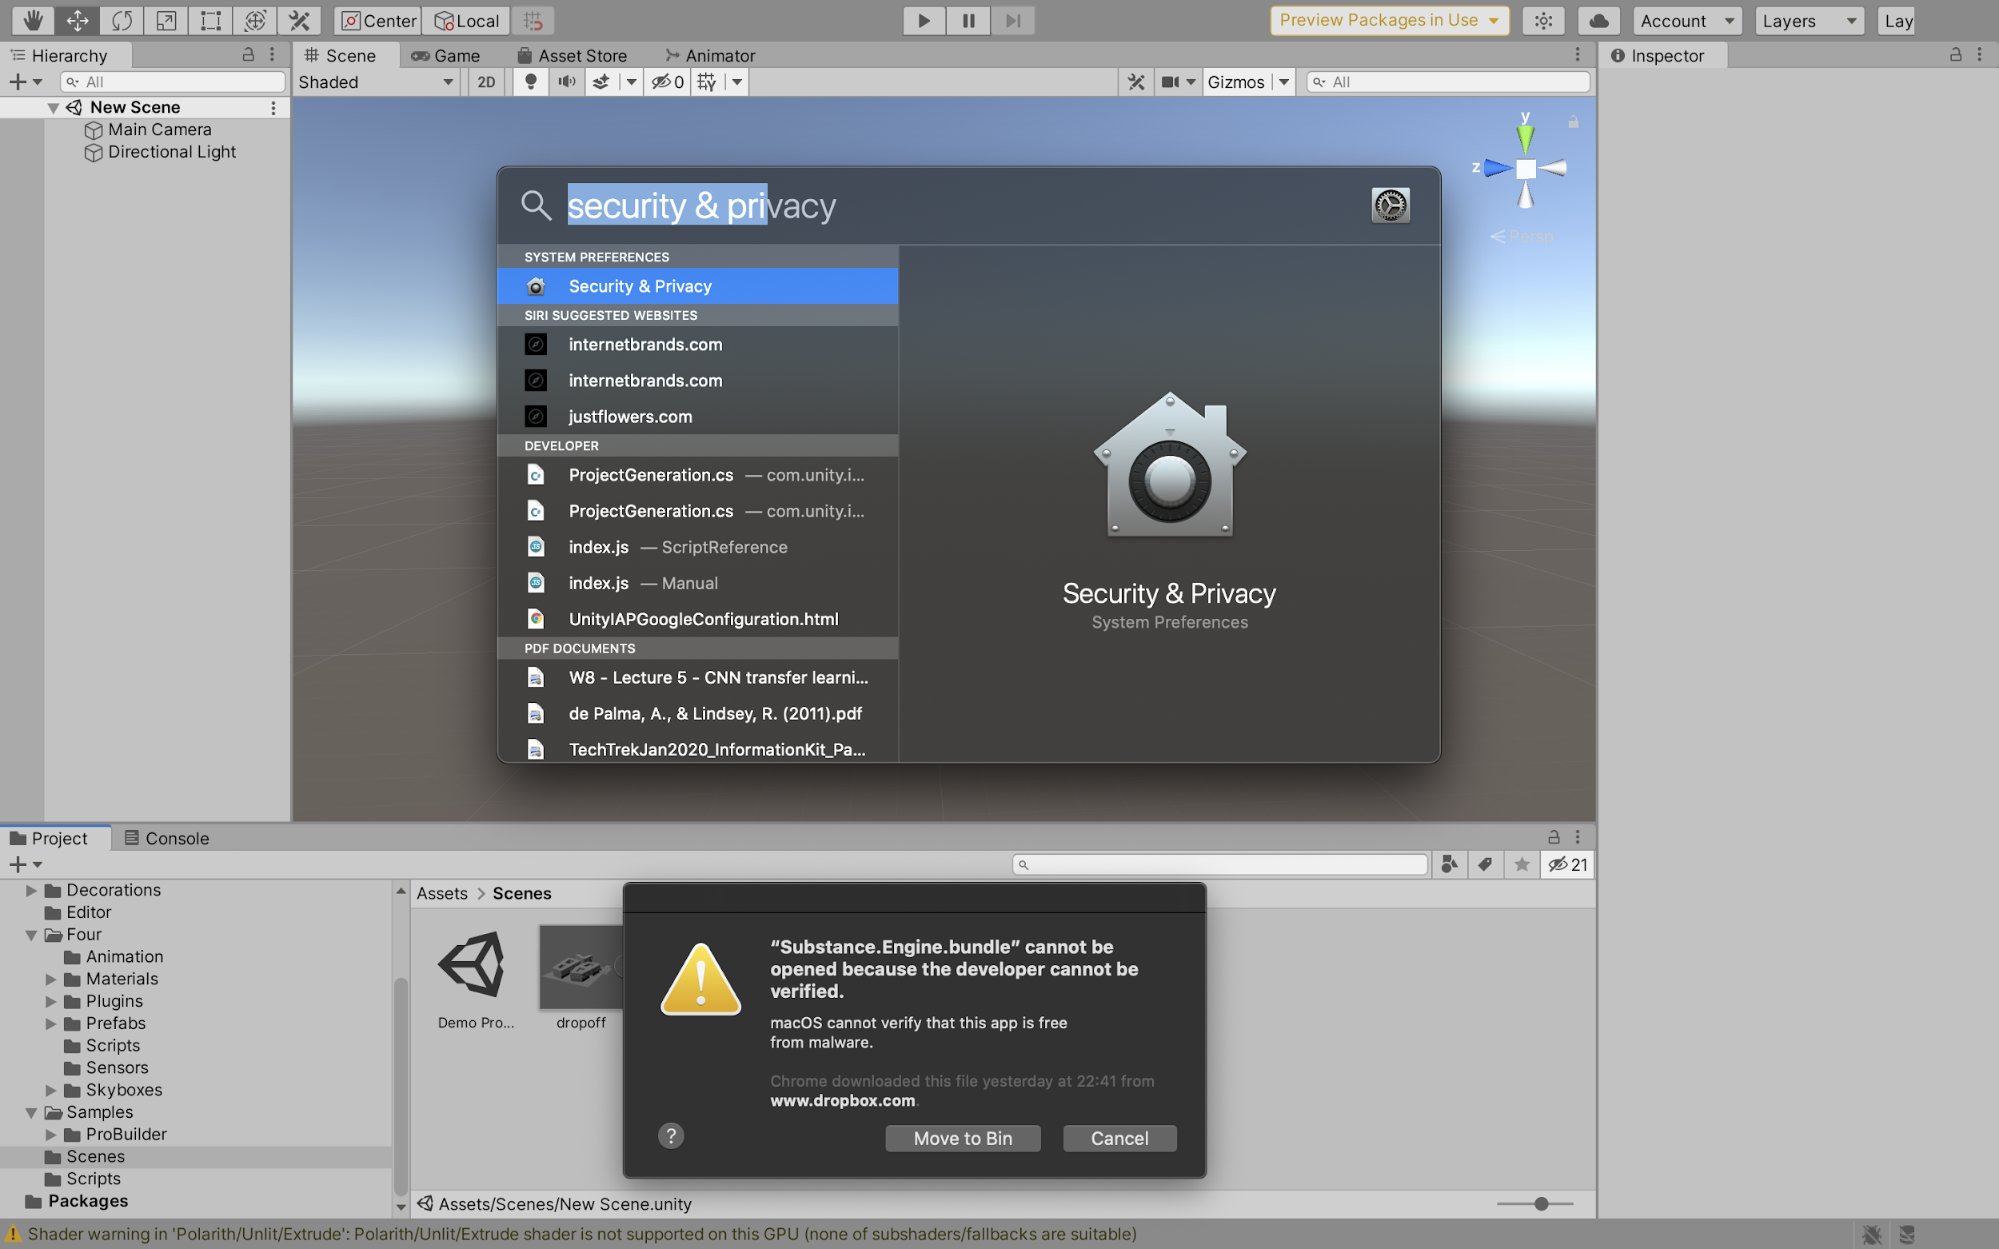 Center
Local
Preview Packages in Use
Account
Layers
Lay
Hierarchy
Scene
Game
Asset Store
Animator
Inspector
All
Shaded
2D
0
Gizmos
All
New Scene
Main Camera
Directional Light
y
z
Persp
security & privacy
SYSTEM PREFERENCES
Security & Privacy
SIRI SUGGESTED WEBSITES
internetbrands.com
internetbrands.com
justflowers.com
DEVELOPER
ProjectGeneration.cs — com.unity.i...
ProjectGeneration.cs — com.unity.i...
index.js — ScriptReference
index.js — Manual
UnityIAPGoogleConfiguration.html
PDF DOCUMENTS
W8 - Lecture 5 - CNN transfer learni...
de Palma, A., & Lindsey, R. (2011).pdf
TechTrekJan2020_InformationKit_Pa...
Security & Privacy
System Preferences
Project
Console
21
Decorations
Editor
Four
Animation
Materials
Plugins
Prefabs
Scripts
Sensors
Skyboxes
Samples
ProBuilder
Scenes
Scripts
Packages
Assets > Scenes
Demo Pro...
dropoff
“Substance.Engine.bundle” cannot be
opened because the developer cannot be
verified.
macOS cannot verify that this app is free
from malware.
Chrome downloaded this file yesterday at 22:41 from
www.dropbox.com.
?
Move to Bin
Cancel
Assets/Scenes/New Scene.unity
Shader warning in 'Polarith/Unlit/Extrude': Polarith/Unlit/Extrude shader is not supported on this GPU (none of subshaders/fallbacks are suitable)